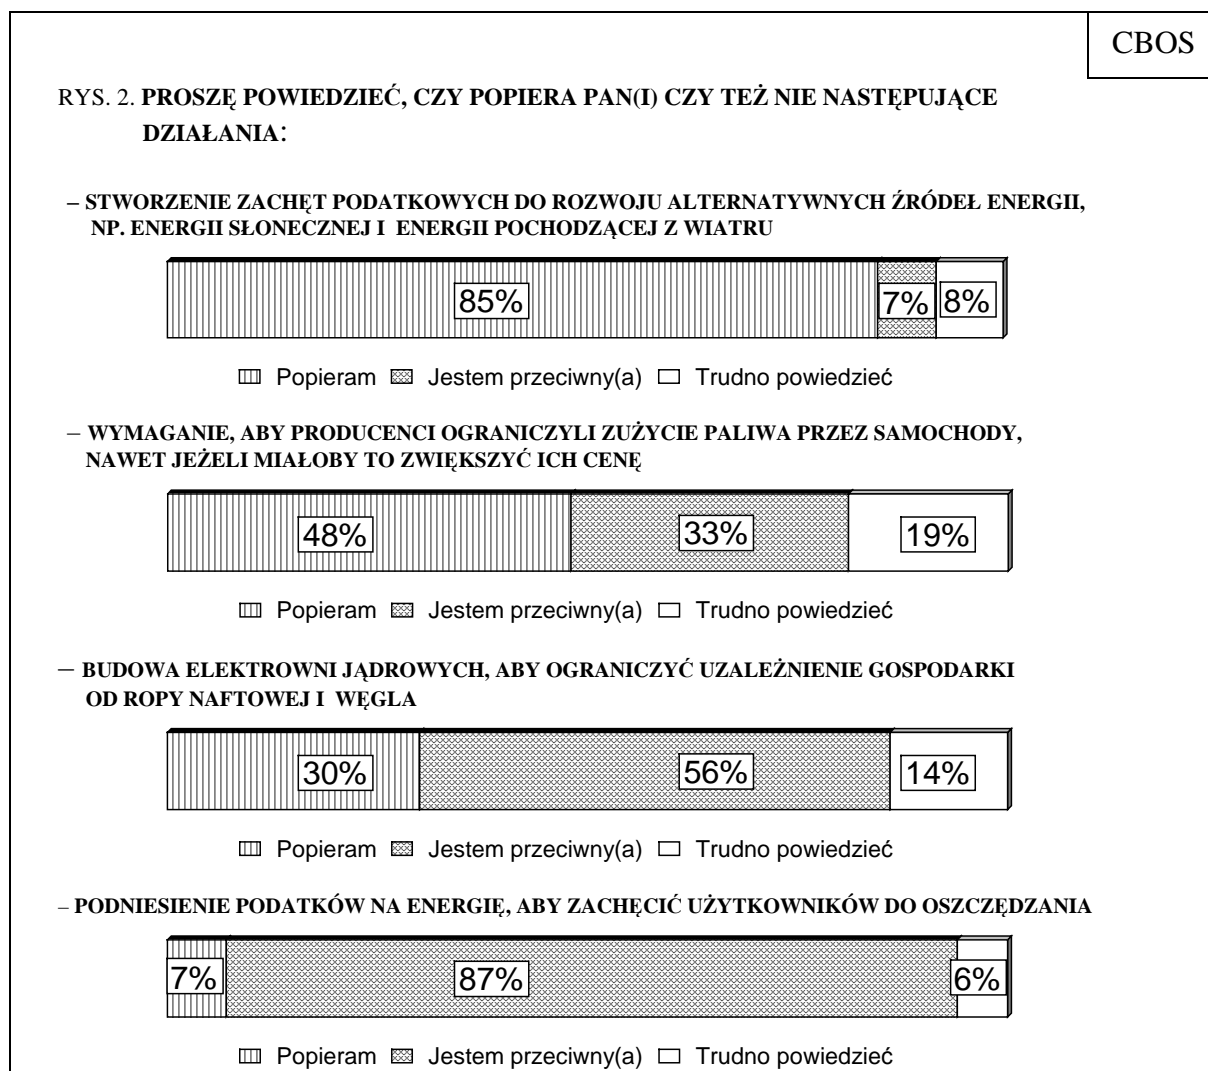 CBOS
RYS. 2. PROSZĘ POWIEDZIEĆ, CZY POPIERA PAN(I) CZY TEŻ NIE NASTĘPUJĄCE
DZIAŁANIA:
– STWORZENIE ZACHĘT PODATKOWYCH DO ROZWOJU ALTERNATYWNYCH ŹRÓDEŁ ENERGII,
NP. ENERGII SŁONECZNEJ I ENERGII POCHODZĄCEJ Z WIATRU
85% 7% 8%
Popieram Jestem przeciwny(a) Trudno powiedzieć
– WYMAGANIE, ABY PRODUCENCI OGRANICZYLI ZUŻYCIE PALIWA PRZEZ SAMOCHODY,
NAWET JEŻELI MIAŁOBY TO ZWIĘKSZYĆ ICH CENĘ
48% 33% 19%
Popieram Jestem przeciwny(a) Trudno powiedzieć
– BUDOWA ELEKTROWNI JĄDROWYCH, ABY OGRANICZYĆ UZALEŻNIENIE GOSPODARKI
OD ROPY NAFTOWEJ I WĘGLA
30% 56% 14%
Popieram Jestem przeciwny(a) Trudno powiedzieć
– PODNIESIENIE PODATKÓW NA ENERGIĘ, ABY ZACHĘCIĆ UŻYTKOWNIKÓW DO OSZCZĘDZANIA
7% 87% 6%
Popieram Jestem przeciwny(a) Trudno powiedzieć